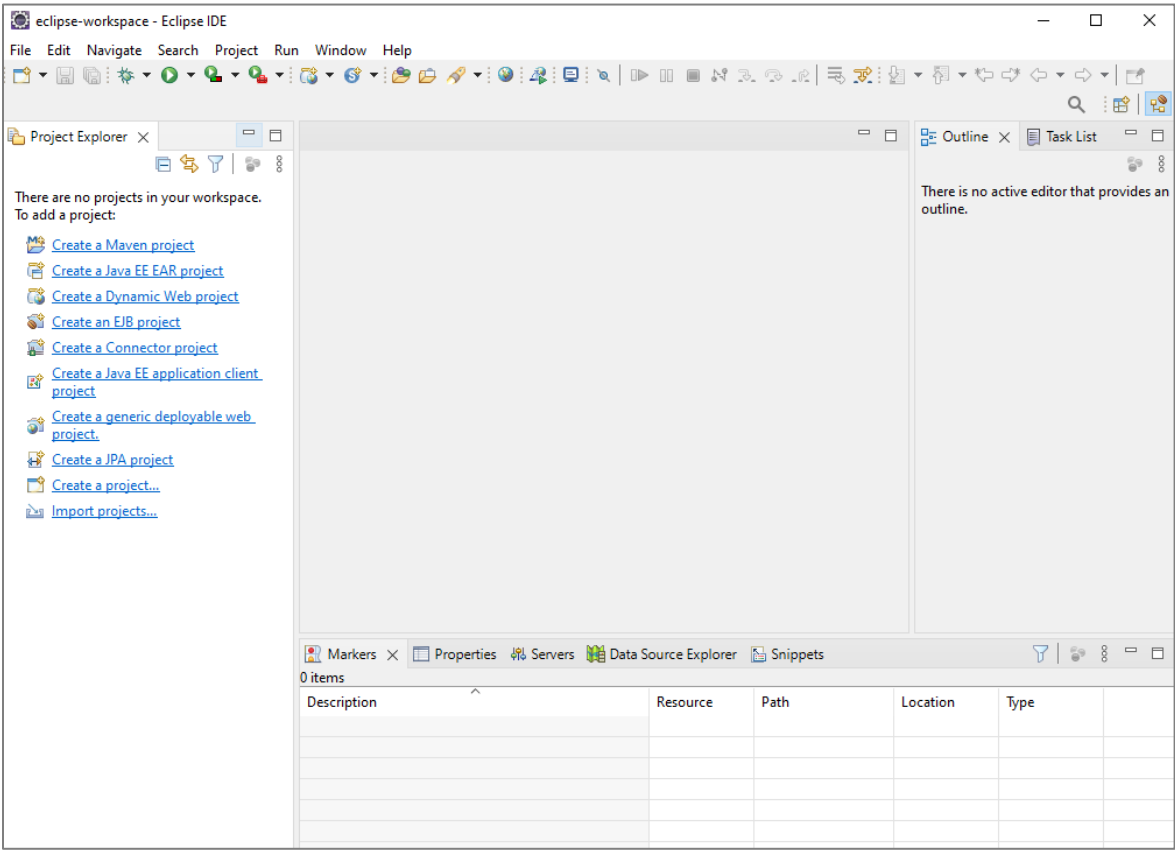 eclipse-workspace - Eclipse IDE
File Edit Navigate Search Project Run Window Help
Project Explorer
There are no projects in your workspace.
To add a project:
Create a Maven project
Create a Java EE EAR project
Create a Dynamic Web project
Create an EJB project
Create a Connector project
Create a Java EE application client
project
Create a generic deployable web
project.
Create a JPA project
Create a project...
Import projects...
Outline Task List
There is no active editor that provides an
outline.
Markers Properties Servers Data Source Explorer Snippets
0 items
Description Resource Path Location Type